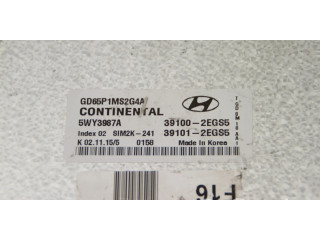 GD65P1MS2G4A
CONTINENTAL
5WY3987A 39100-2EGS5
Index 02 SIM2K-241 39101-2EGS5
K 02.11.15/5 0158 Made in Korea
F16